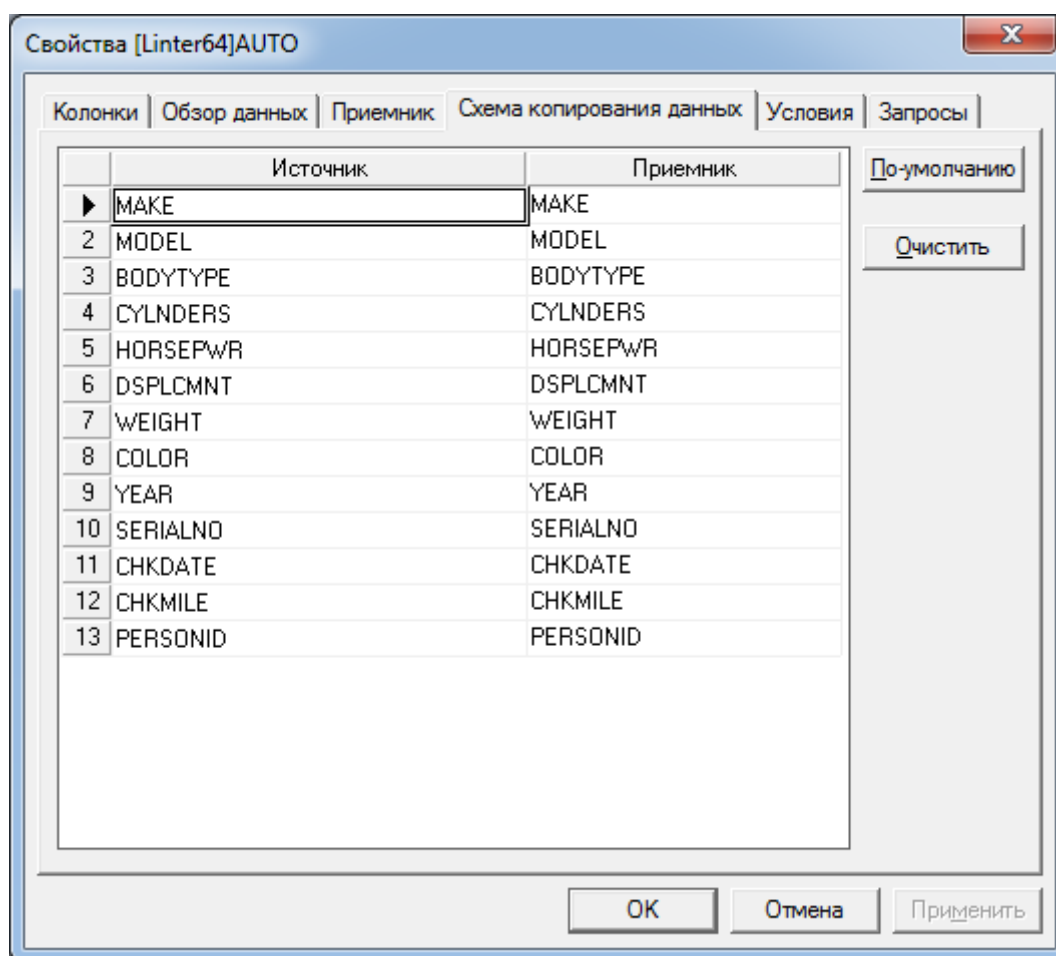 Свойства [Linter64]AUTO
Колонки Обзор данных Приемник Схема копирования данных Условия Запросы
Источник Приемник
MAKE MAKE
2 MODEL MODEL
3 BODYTYPE BODYTYPE
4 CYLNDERS CYLNDERS
5 HORSEPWR HORSEPWR
6 DSPLCMNT DSPLCMNT
7 WEIGHT WEIGHT
8 COLOR COLOR
9 YEAR YEAR
10 SERIALNO SERIALNO
11 CHKDATE CHKDATE
12 CHKMILE CHKMILE
13 PERSONID PERSONID
По-умолчанию
Очистить
OK Отмена Применить